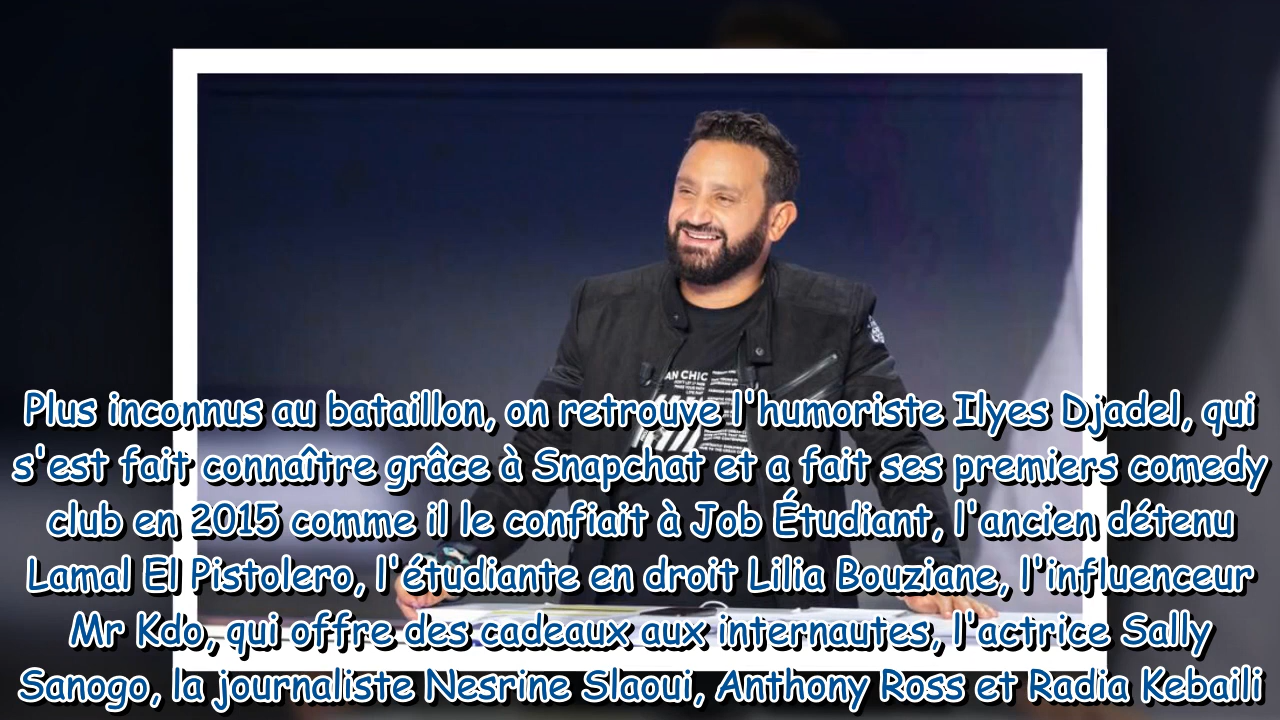 AN CHIC
Plus inconnus au bataillon, on retrouve l'humoriste Ilyes Djadel, qui
s'est fait connaître grâce à Snapchat et a fait ses premiers comedy
club en 2015 comme il le confiait à Job Étudiant, l'ancien détenu
Lamal El Pistolero, l'étudiante en droit Lilia Bouziane, l'influenceur
Mr Kdo, qui offre des cadeaux aux internautes, l'actrice Sally
Sanogo, la journaliste Nesrine Slaoui, Anthony Ross et Radia Kebaili